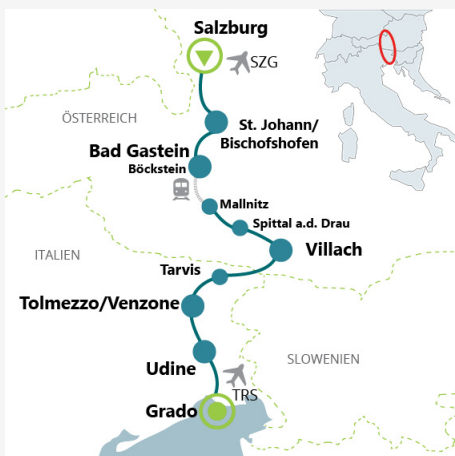 Salzburg
SZG
ÖSTERREICH
St. Johann/
Bischofshofen
Bad Gastein
Böckstein
Mallnitz
Spittal a.d. Drau
ITALIEN
Villach
Tarvis
Tolmezzo/Venzone
SLOWENIEN
Udine
TRS
Grado